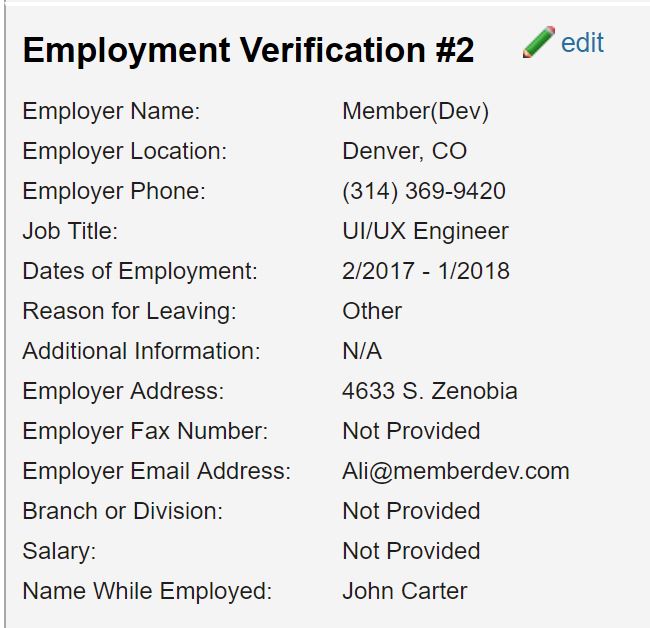 Employment Verification #2 edit
Employer Name: Member(Dev)
Employer Location: Denver, CO
Employer Phone: (314) 369-9420
Job Title: UI/UX Engineer
Dates of Employment: 2/2017 - 1/2018
Reason for Leaving: Other
Additional Information: N/A
Employer Address: 4633 S. Zenobia
Employer Fax Number: Not Provided
Employer Email Address: Ali@memberdev.com
Branch or Division: Not Provided
Salary: Not Provided
Name While Employed: John Carter